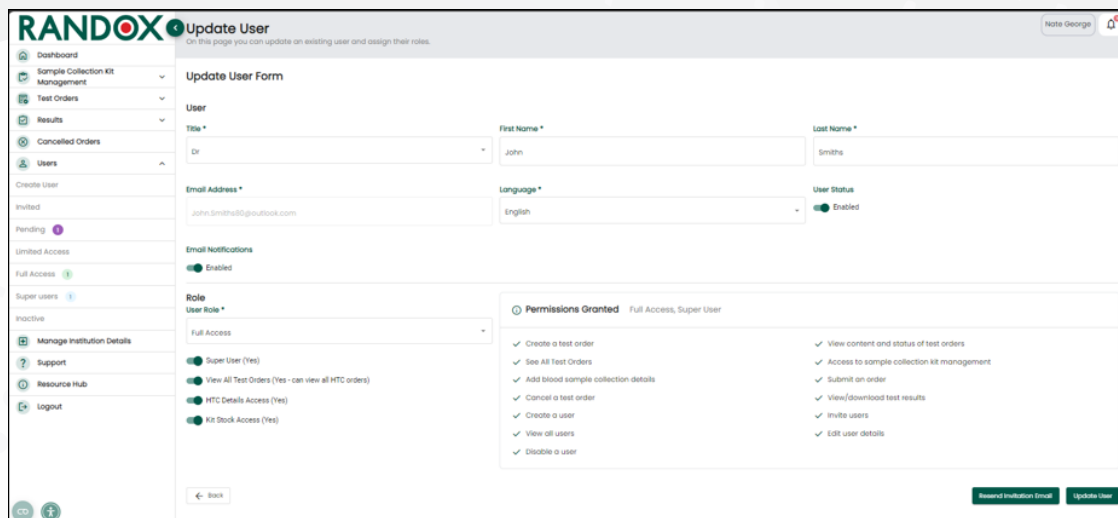 RANDOX
Update User
On this page you can update an existing user and assign their roles.
Nate George
Dashboard
Sample Collection Kit
Management
Test Orders
Results
Cancelled Orders
Users
Create User
Invited
Pending 1
Limited Access
Full Access 1
Super users 1
Inactive
Manage Institution Details
Support
Resource Hub
Logout
Update User Form
User
Title *
First Name *
Last Name *
Dr
John
Smiths
Email Address *
Language *
User Status
John.Smiths80@outlook.com
English
Enabled
Email Notifications
Enabled
Role
User Role *
Full Access
Super User (Yes)
View All Test Orders (Yes - can view all HTC orders)
HTC Details Access (Yes)
Kit Stock Access (Yes)
Permissions Granted Full Access, Super User
Create a test order
See All Test Orders
Add blood sample collection details
Cancel a test order
Create a user
View all users
Disable a user
View content and status of test orders
Access to sample collection kit management
Submit an order
View/download test results
Invite users
Edit user details
Back
Resend Invitation Email
Update User